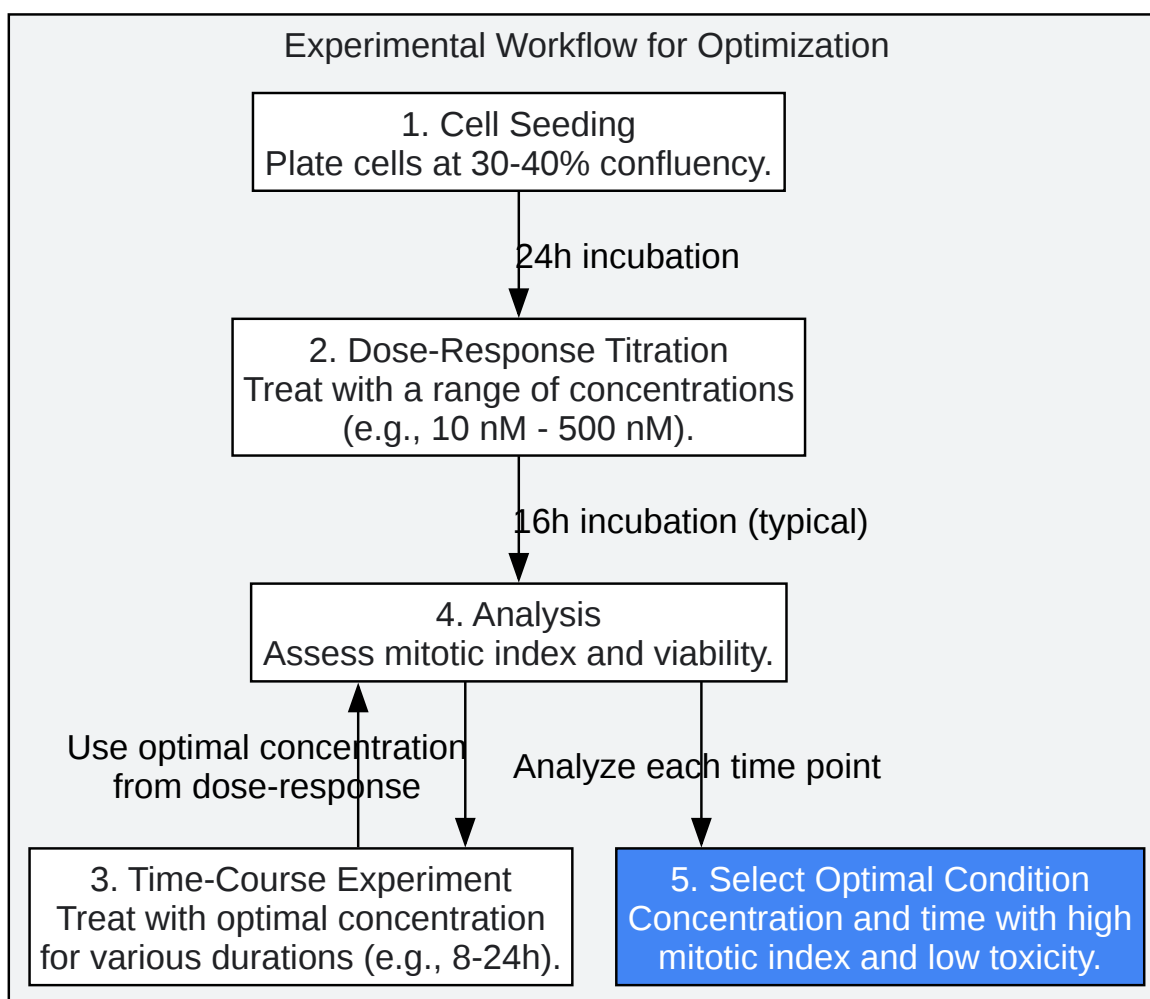 Experimental Workflow for Optimization
1. Cell Seeding
Plate cells at 30-40% confluency.
24h incubation
2. Dose-Response Titration
Treat with a range of concentrations
(e.g., 10 nM - 500 nM).
16h incubation (typical)
4. Analysis
Assess mitotic index and viability.
Use optimal concentration
from dose-response
Analyze each time point
3. Time-Course Experiment
Treat with optimal concentration
for various durations (e.g., 8-24h).
5. Select Optimal Condition
Concentration and time with high
mitotic index and low toxicity.